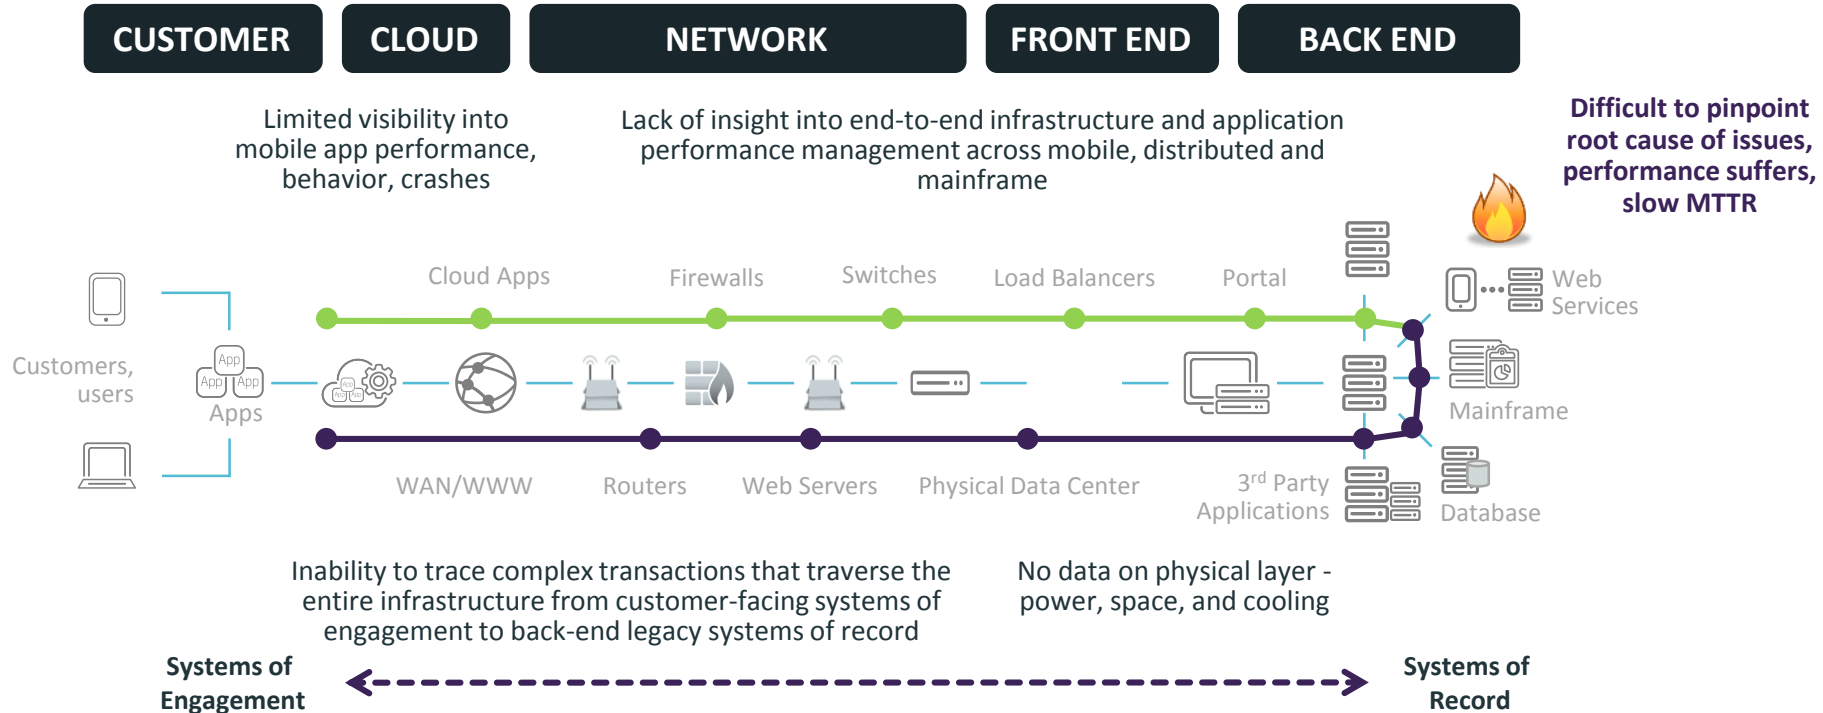 CUSTOMER
CLOUD
NETWORK
FRONT END
BACK END
Limited visibility into
mobile app performance,
behavior, crashes
Lack of insight into end-to-end infrastructure and application
performance management across mobile, distributed and
mainframe
Difficult to pinpoint
root cause of issues,
performance suffers,
slow MTTR
Cloud Apps
Firewalls
Switches
Load Balancers
Portal
Web
Services
Customers,
users
App
App App
Apps
App
App App
Mainframe
WAN/WWW
Routers
Web Servers
Physical Data Center
3rd Party
Applications
Database
Inability to trace complex transactions that traverse the
entire infrastructure from customer-facing systems of
engagement to back-end legacy systems of record
No data on physical layer -
power, space, and cooling
Systems of
Engagement
Systems of
Record